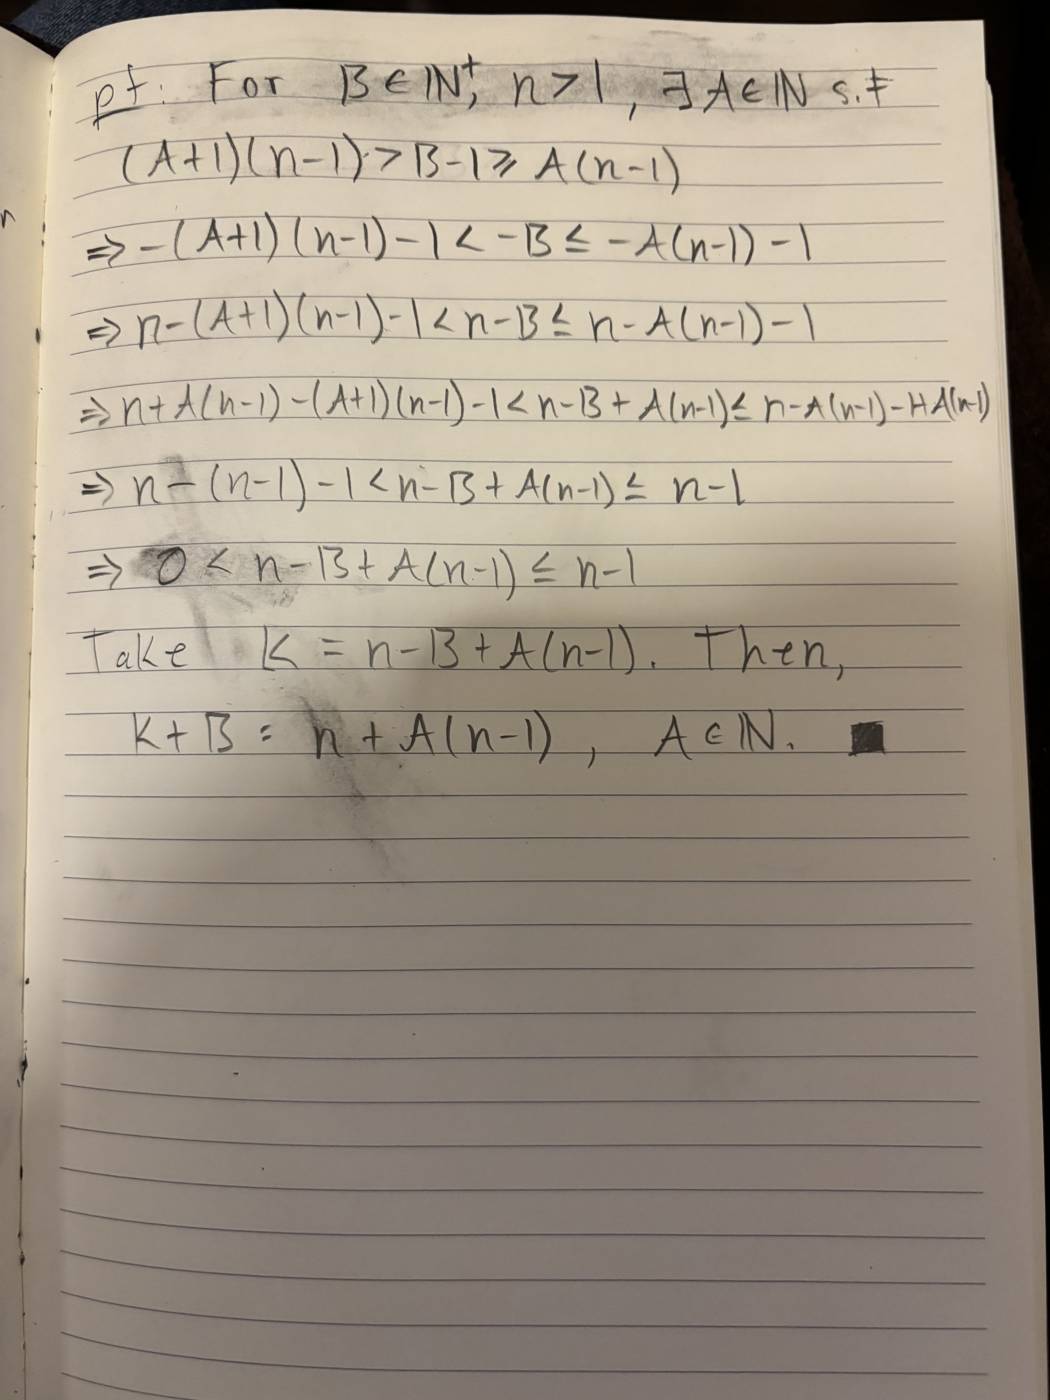 n
pf: For B∈ℕ⁺, n>1, ∃A∈ℕ s.t
(A+1)(n-1)>B-1≥A(n-1)
⇒-(A+1)(n-1)-1<-B≤-A(n-1)-1
⇒n-(A+1)(n-1)-1<n-B≤n-A(n-1)-1
⇒n+A(n-1)-(A+1)(n-1)-1<n-B+A(n-1)≤n-A(n-1)-1+A(n-1)
⇒n-(n-1)-1<n-B+A(n-1)≤n-1
⇒0<n-B+A(n-1)≤n-1
Take K=n-B+A(n-1). Then,
K+B=n+A(n-1), A∈ℕ. ■